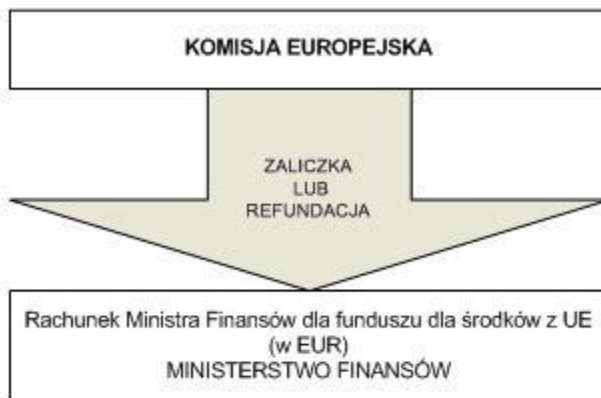 KOMISJA EUROPEJSKA
ZALICZKA
LUB
REFUNDACJA
Rachunek Ministra Finansów dla funduszu dla środków z UE
(w EUR)
MINISTERSTWO FINANSÓW